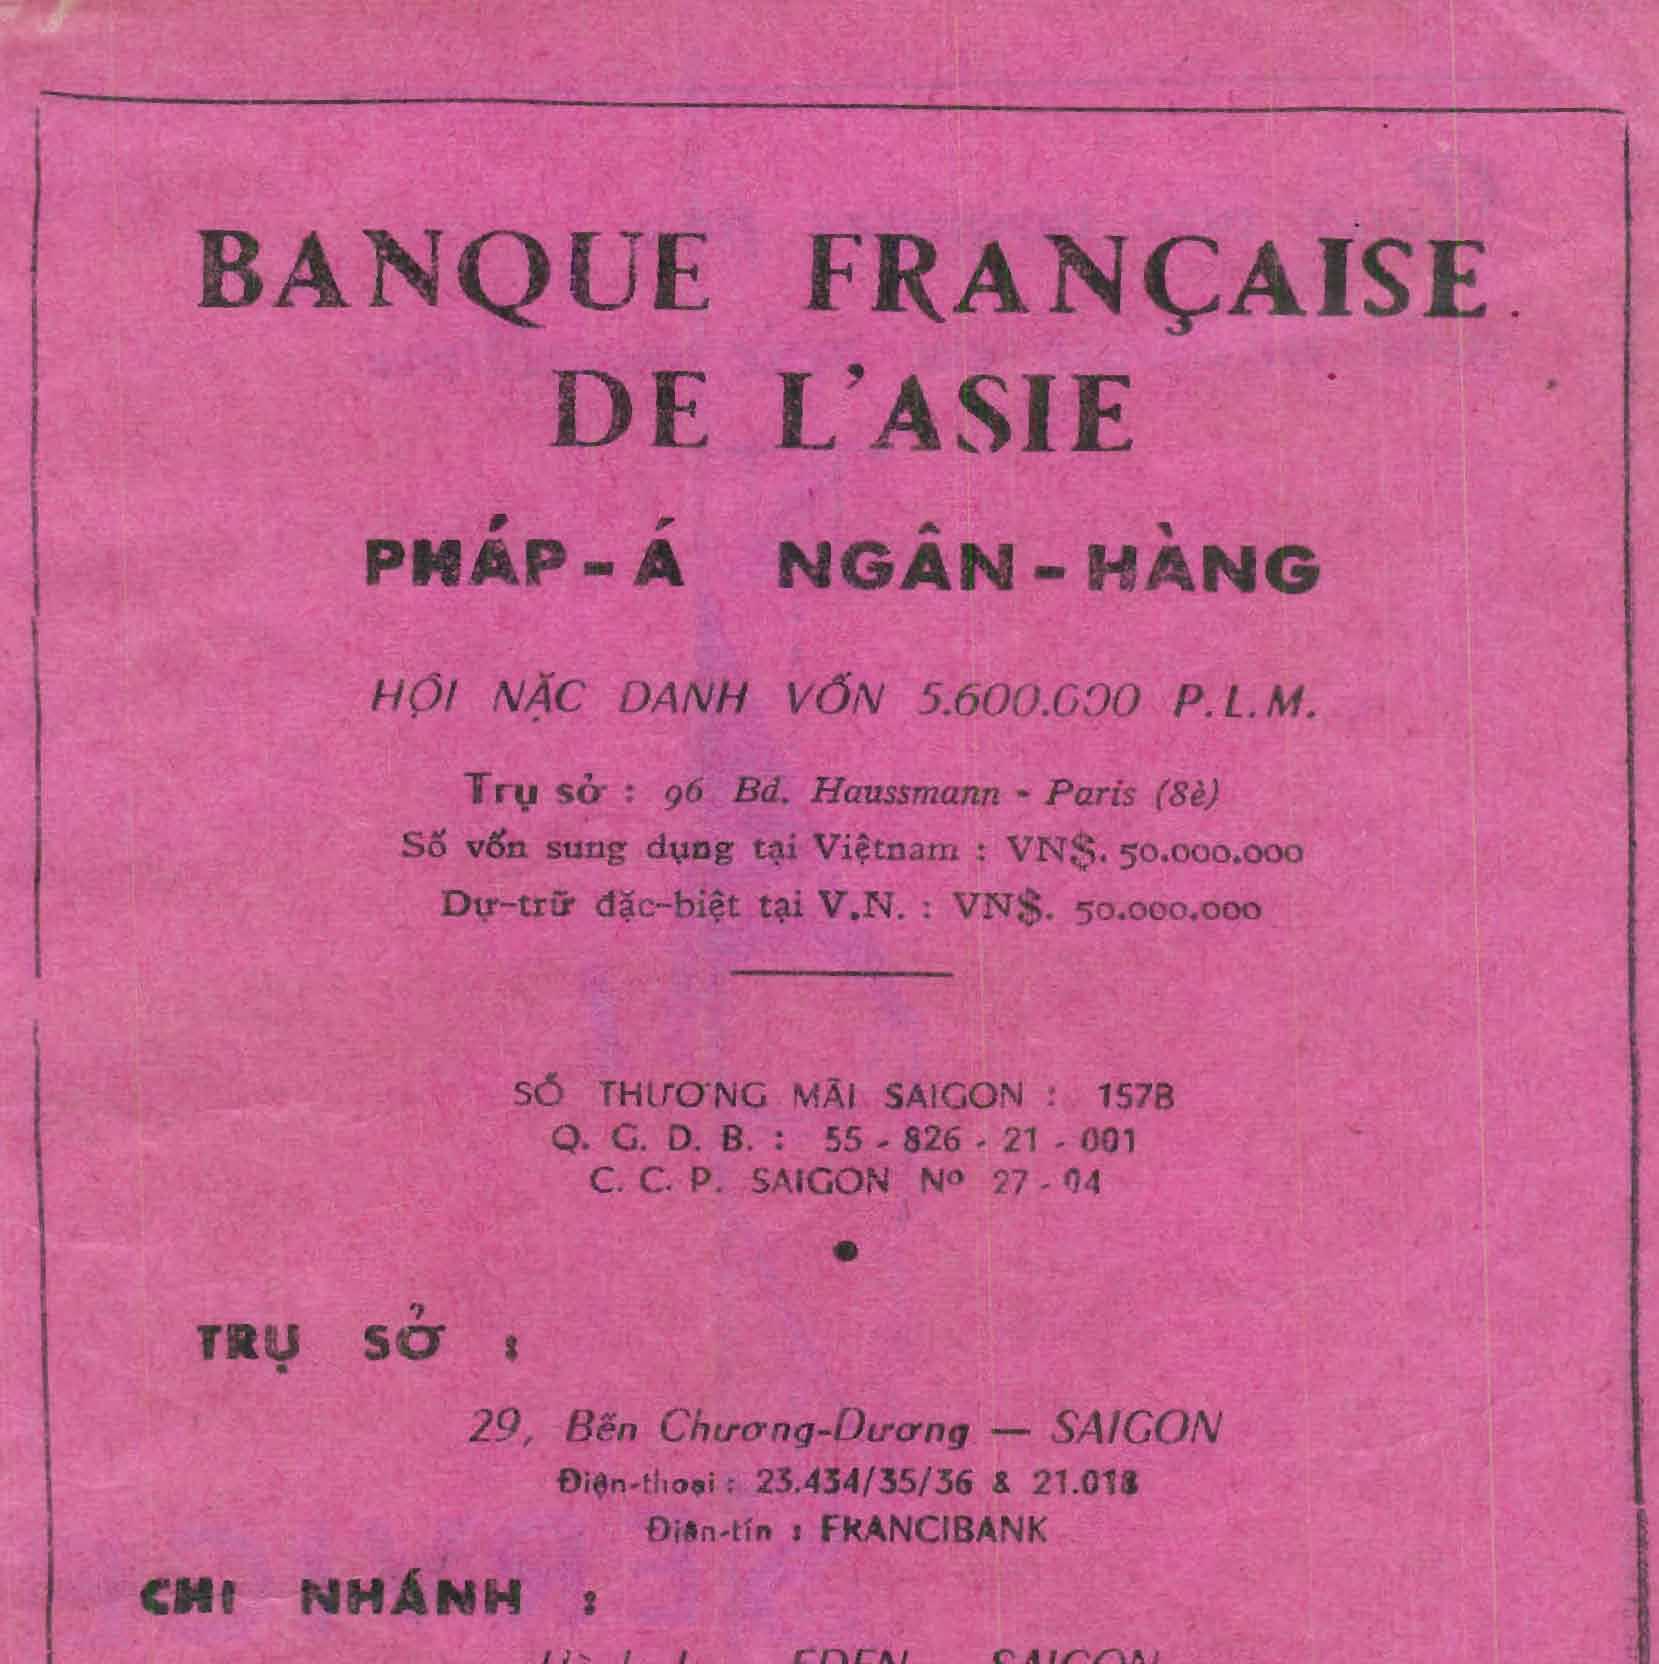 BANQUE FRANÇAISE
DE L'ASIE
PHÁP-Á NGÂN-HÀNG
HỘI NẶC DANH VỐN 5.600.000 P.L.M.
Trụ sở : 96 Bd. Haussmann - Paris (8è)
Số vốn sung dụng tại Việtnam : VN$. 50.000.000
Dự-trữ đặc-biệt tại V.N. : VN$. 50.000.000
SỐ THƯƠNG MÃI SAIGON : 157B
Q. G. D. B. : 55 - 826 - 21 - 001
C. C. P. SAIGON Nº 27 - 04
TRỤ SỞ :
29, Bến Chương-Dương — SAIGON
Điện-thoại : 23.434/35/36 & 21.018
Điện-tín : FRANCIBANK
CHI NHÁNH :
EDEN SAIGON